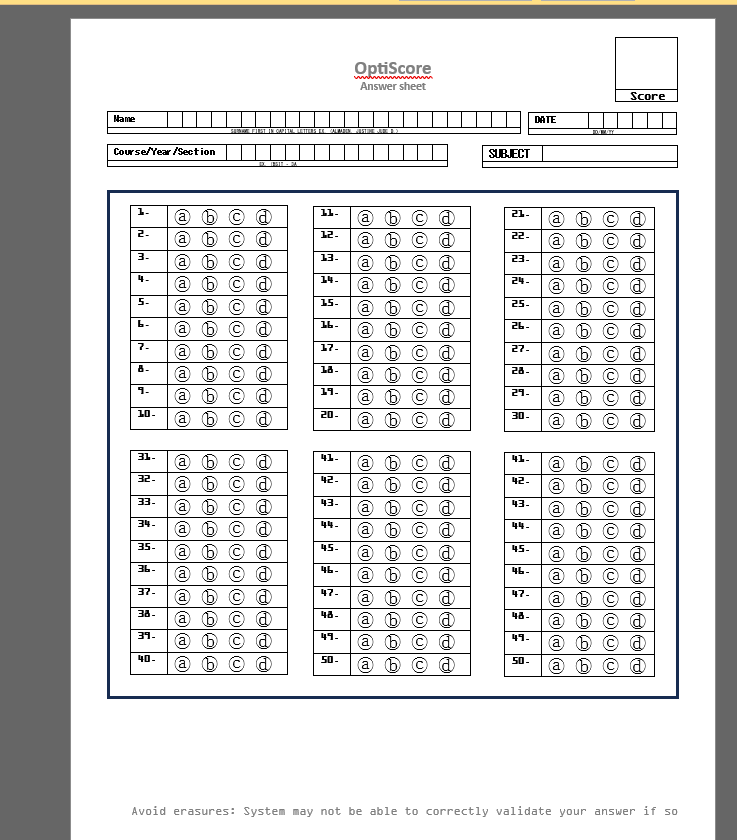 OptiScore
Answer sheet
Score
Name
SURNAME FIRST IN CAPITAL LETTERS EX. (ALMADEN, JUSTINE JUDE D.)
DATE
DD/MM/YY
Course/Year/Section
EX. (BSIT - 3A
SUBJECT
1- ⓐ ⓑ ⓒ ⓓ
2- ⓐ ⓑ ⓒ ⓓ
3- ⓐ ⓑ ⓒ ⓓ
4- ⓐ ⓑ ⓒ ⓓ
5- ⓐ ⓑ ⓒ ⓓ
6- ⓐ ⓑ ⓒ ⓓ
7- ⓐ ⓑ ⓒ ⓓ
8- ⓐ ⓑ ⓒ ⓓ
9- ⓐ ⓑ ⓒ ⓓ
10- ⓐ ⓑ ⓒ ⓓ
11- ⓐ ⓑ ⓒ ⓓ
12- ⓐ ⓑ ⓒ ⓓ
13- ⓐ ⓑ ⓒ ⓓ
14- ⓐ ⓑ ⓒ ⓓ
15- ⓐ ⓑ ⓒ ⓓ
16- ⓐ ⓑ ⓒ ⓓ
17- ⓐ ⓑ ⓒ ⓓ
18- ⓐ ⓑ ⓒ ⓓ
19- ⓐ ⓑ ⓒ ⓓ
20- ⓐ ⓑ ⓒ ⓓ
21- ⓐ ⓑ ⓒ ⓓ
22- ⓐ ⓑ ⓒ ⓓ
23- ⓐ ⓑ ⓒ ⓓ
24- ⓐ ⓑ ⓒ ⓓ
25- ⓐ ⓑ ⓒ ⓓ
26- ⓐ ⓑ ⓒ ⓓ
27- ⓐ ⓑ ⓒ ⓓ
28- ⓐ ⓑ ⓒ ⓓ
29- ⓐ ⓑ ⓒ ⓓ
30- ⓐ ⓑ ⓒ ⓓ
31- ⓐ ⓑ ⓒ ⓓ
32- ⓐ ⓑ ⓒ ⓓ
33- ⓐ ⓑ ⓒ ⓓ
34- ⓐ ⓑ ⓒ ⓓ
35- ⓐ ⓑ ⓒ ⓓ
36- ⓐ ⓑ ⓒ ⓓ
37- ⓐ ⓑ ⓒ ⓓ
38- ⓐ ⓑ ⓒ ⓓ
39- ⓐ ⓑ ⓒ ⓓ
40- ⓐ ⓑ ⓒ ⓓ
41- ⓐ ⓑ ⓒ ⓓ
42- ⓐ ⓑ ⓒ ⓓ
43- ⓐ ⓑ ⓒ ⓓ
44- ⓐ ⓑ ⓒ ⓓ
45- ⓐ ⓑ ⓒ ⓓ
46- ⓐ ⓑ ⓒ ⓓ
47- ⓐ ⓑ ⓒ ⓓ
48- ⓐ ⓑ ⓒ ⓓ
49- ⓐ ⓑ ⓒ ⓓ
50- ⓐ ⓑ ⓒ ⓓ
41- ⓐ ⓑ ⓒ ⓓ
42- ⓐ ⓑ ⓒ ⓓ
43- ⓐ ⓑ ⓒ ⓓ
44- ⓐ ⓑ ⓒ ⓓ
45- ⓐ ⓑ ⓒ ⓓ
46- ⓐ ⓑ ⓒ ⓓ
47- ⓐ ⓑ ⓒ ⓓ
48- ⓐ ⓑ ⓒ ⓓ
49- ⓐ ⓑ ⓒ ⓓ
50- ⓐ ⓑ ⓒ ⓓ
Avoid erasures: System may not be able to correctly validate your answer if so